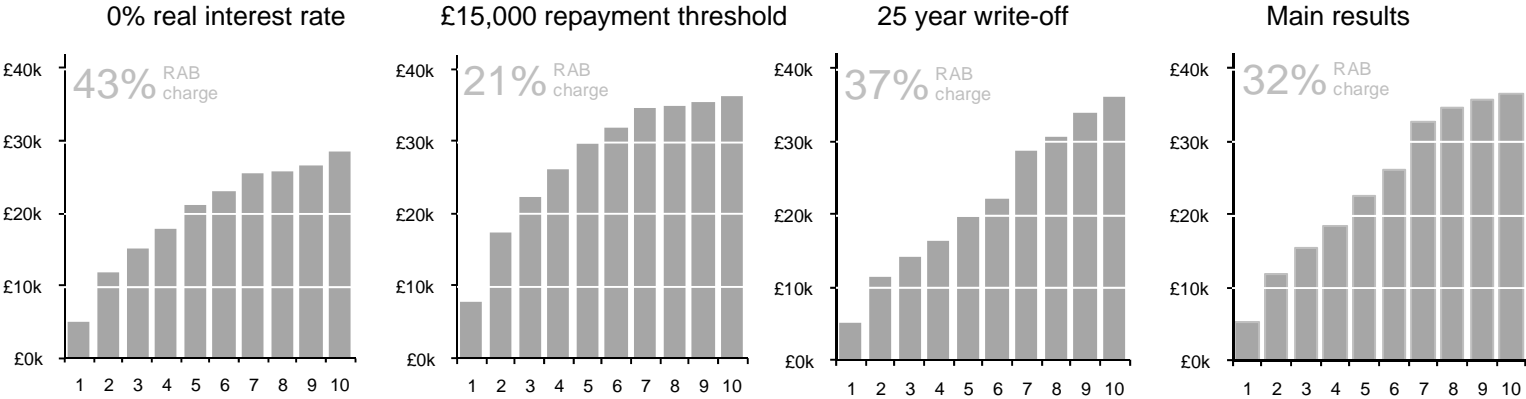 0% real interest rate
43% RAB
charge
£40k
£30k
£20k
£10k
£0k
1 2 3 4 5 6 7 8 9 10
£15,000 repayment threshold
21% RAB
charge
£40k
£30k
£20k
£10k
£0k
1 2 3 4 5 6 7 8 9 10
25 year write-off
37% RAB
charge
£40k
£30k
£20k
£10k
£0k
1 2 3 4 5 6 7 8 9 10
Main results
32% RAB
charge
£40k
£30k
£20k
£10k
£0k
1 2 3 4 5 6 7 8 9 10